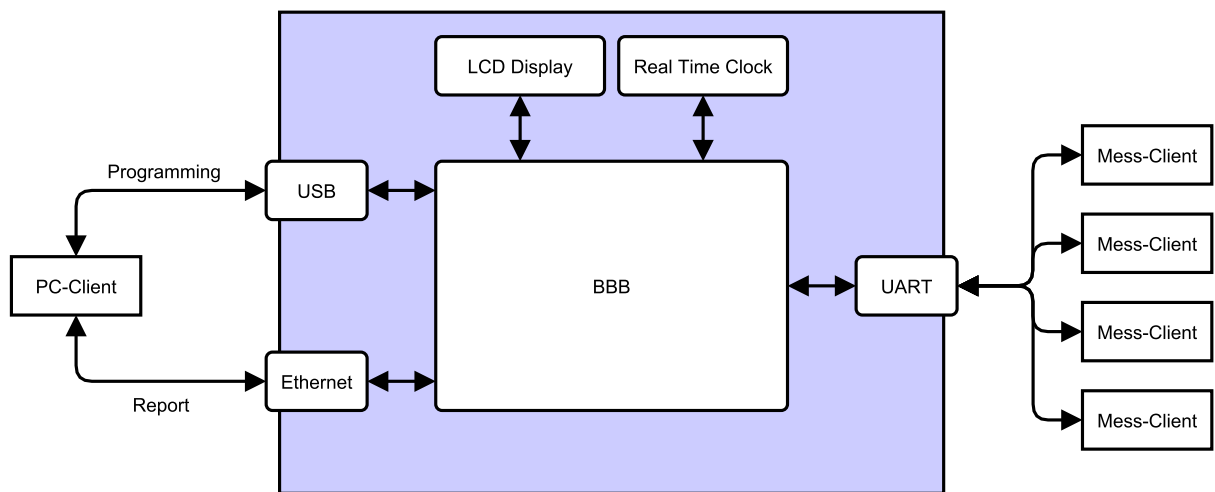 LCD Display
Real Time Clock
Programming
USB
Mess-Client
Mess-Client
PC-Client
BBB
UART
Mess-Client
Ethernet
Report
Mess-Client